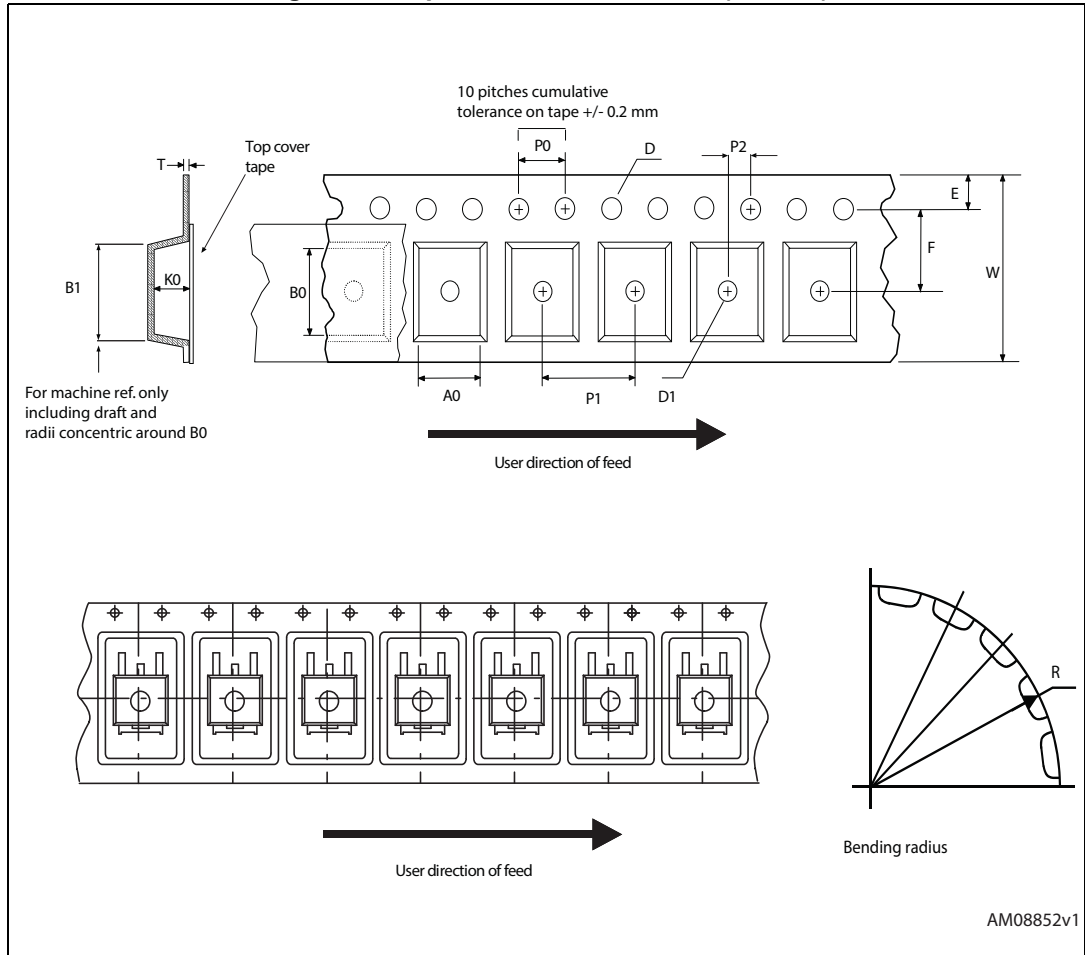 10 pitches cumulative
tolerance on tape +/- 0.2 mm
T
Top cover
tape
P0
D
P2
E
F
W
B1
K0
B0
For machine ref. only
including draft and
radii concentric around B0
A0
P1
D1
User direction of feed
R
Bending radius
User direction of feed
AM08852v1